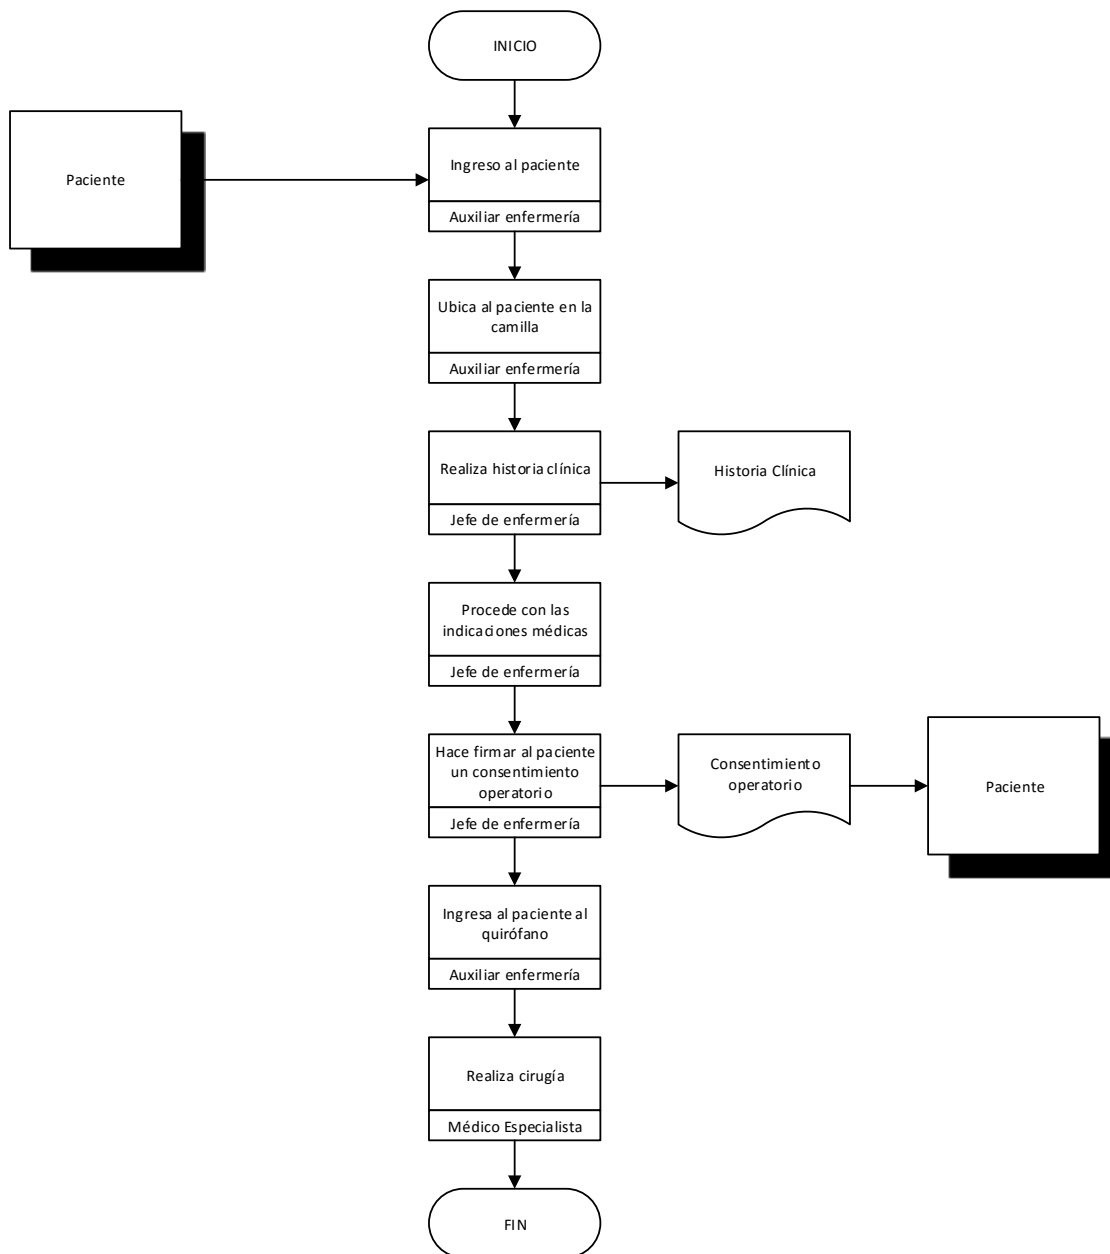 INICIO
Paciente
Ingreso al paciente
Auxiliar enfermería
Ubica al paciente en la
camilla
Auxiliar enfermería
Realiza historia clínica
Jefe de enfermería
Historia Clínica
Procede con las
indicaciones médicas
Jefe de enfermería
Hace firmar al paciente
un consentimiento
operatorio
Jefe de enfermería
Consentimiento
operatorio
Paciente
Ingresa al paciente al
quirófano
Auxiliar enfermería
Realiza cirugía
Médico Especialista
FIN